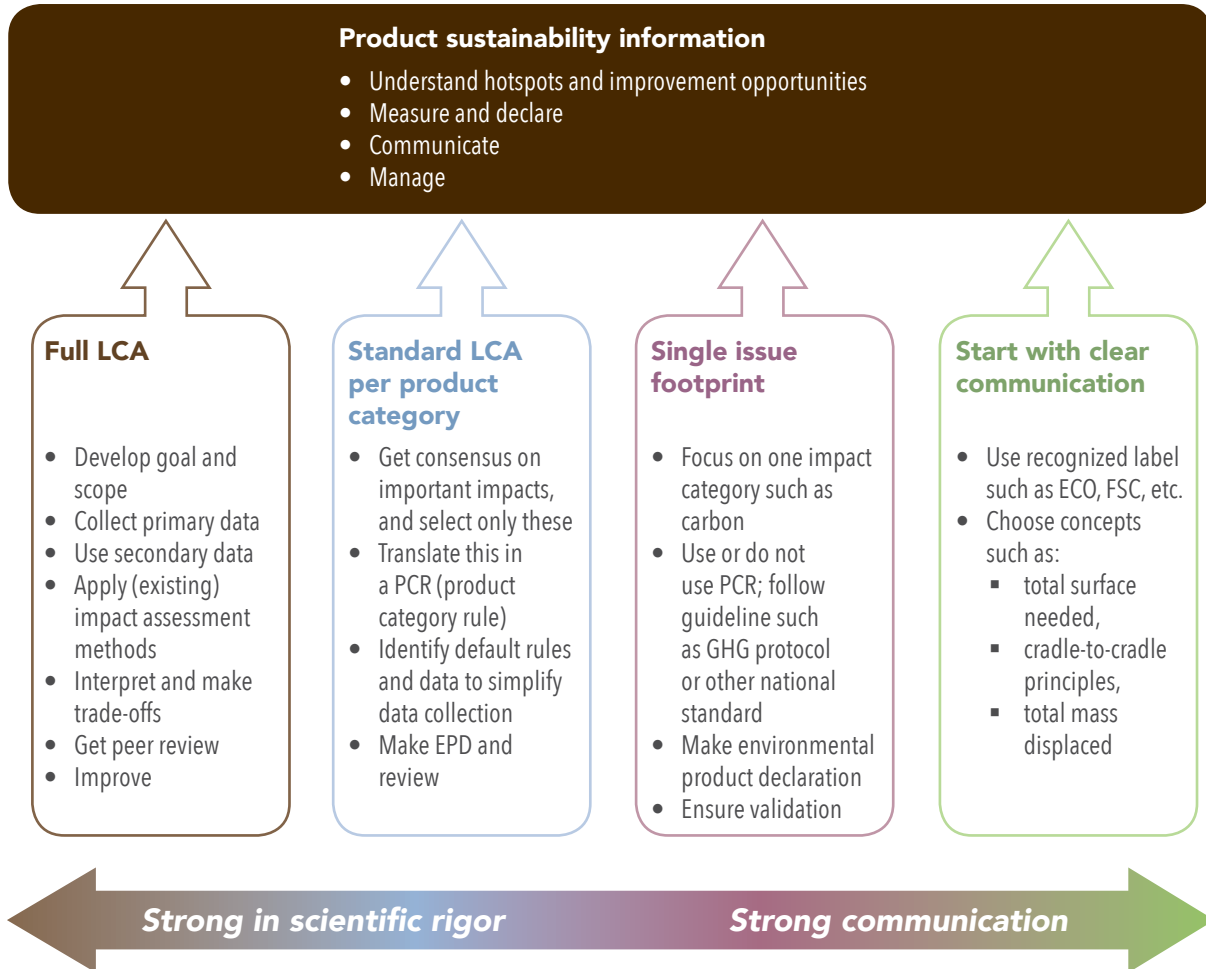 Product sustainability information
• Understand hotspots and improvement opportunities
• Measure and declare
• Communicate
• Manage
Full LCA
• Develop goal and
scope
• Collect primary data
• Use secondary data
• Apply (existing)
impact assessment
methods
• Interpret and make
trade-offs
• Get peer review
• Improve
Standard LCA
per product
category
• Get consensus on
important impacts,
and select only these
• Translate this in
a PCR (product
category rule)
• Identify default rules
and data to simplify
data collection
• Make EPD and
review
Single issue
footprint
• Focus on one impact
category such as
carbon
• Use or do not
use PCR; follow
guideline such
as GHG protocol
or other national
standard
• Make environmental
product declaration
• Ensure validation
Start with clear
communication
• Use recognized label
such as ECO, FSC, etc.
• Choose concepts
such as:
▪ total surface
needed,
▪ cradle-to-cradle
principles,
▪ total mass
displaced
Strong in scientific rigor
Strong communication